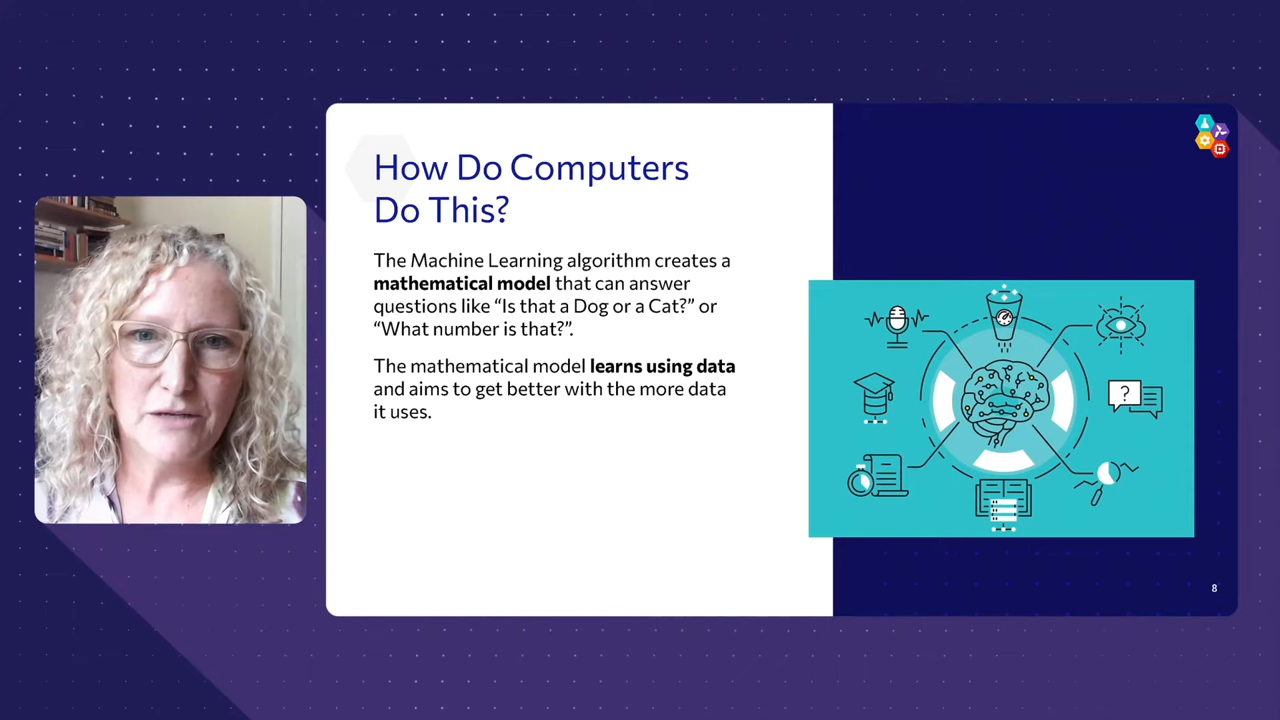 How Do Computers
Do This?
The Machine Learning algorithm creates a
mathematical model that can answer
questions like “Is that a Dog or a Cat?” or
“What number is that?”.
The mathematical model learns using data
and aims to get better with the more data
it uses.
?
8